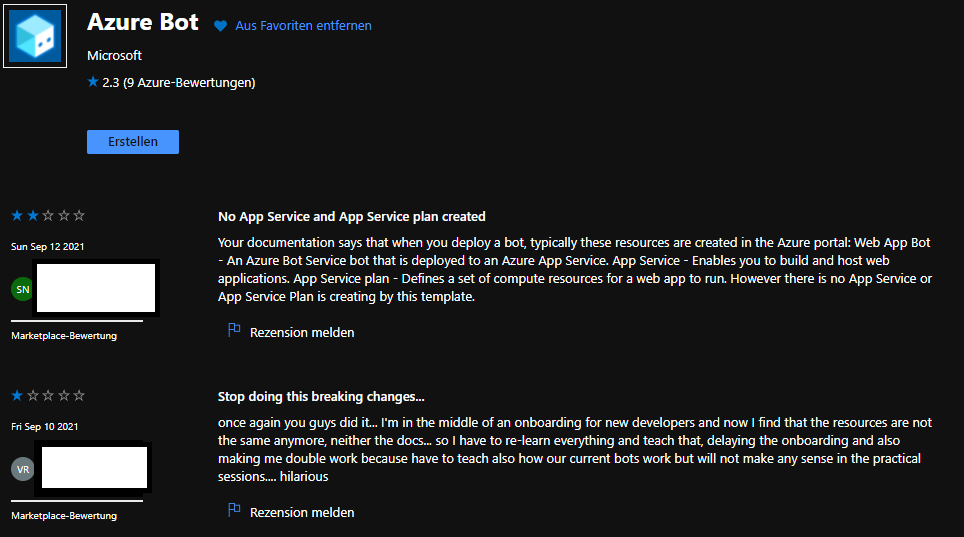 Azure Bot
Aus Favoriten entfernen
Microsoft
2.3 (9 Azure-Bewertungen)
Erstellen
No App Service and App Service plan created
Sun Sep 12 2021
Your documentation says that when you deploy a bot, typically these resources are created in the Azure portal: Web App Bot
- An Azure Bot Service bot that is deployed to an Azure App Service. App Service - Enables you to build and host web
applications. App Service plan - Defines a set of compute resources for a web app to run. However there is no App Service or
App Service Plan is creating by this template.
SN
Rezension melden
Marketplace-Bewertung
Stop doing this breaking changes...
Fri Sep 10 2021
once again you guys did it... I'm in the middle of an onboarding for new developers and now I find that the resources are not
the same anymore, neither the docs... so I have to re-learn everything and teach that, delaying the onboarding and also
making me double work because have to teach also how our current bots work but will not make any sense in the practical
sessions.... hilarious
VR
Rezension melden
Marketplace-Bewertung